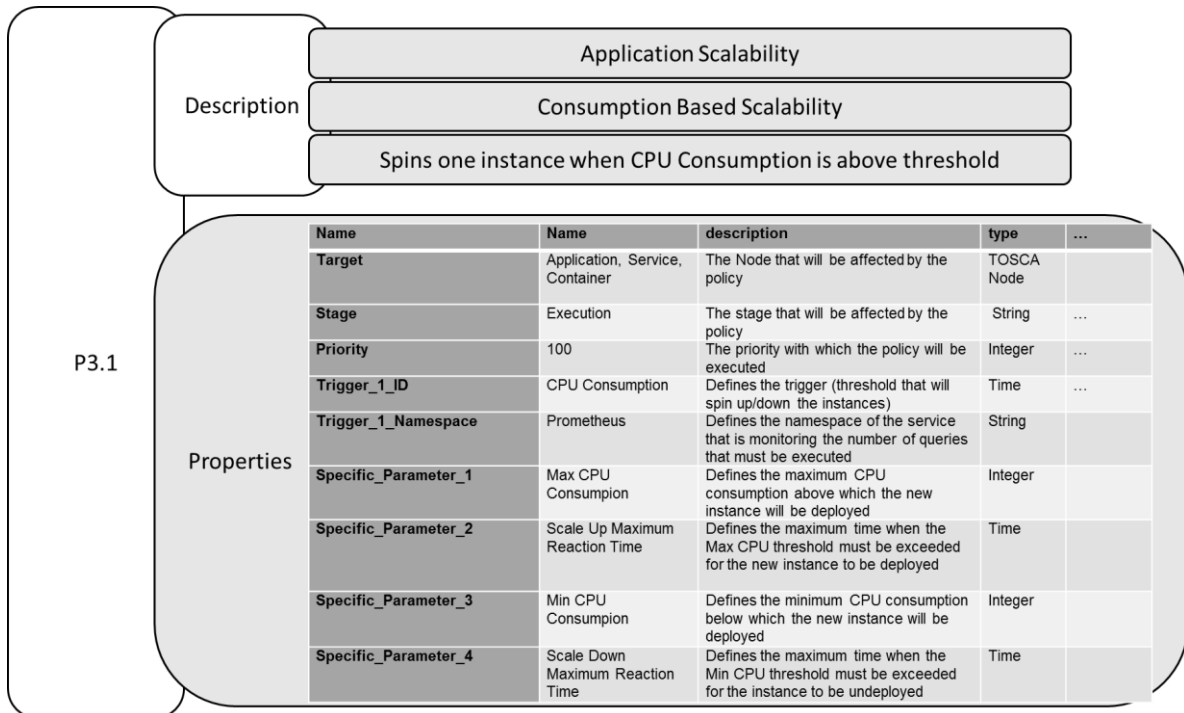 Application Scalability
Description
Consumption Based Scalability
Spins one instance when CPU Consumption is above threshold
P3.1
Properties
Name Name description type ...
Target Application, Service, The Node that will be affected by the TOSCA
Container policy Node
Stage Execution The stage that will be affected by the String ...
policy
Priority 100 The priority with which the policy will be Integer ...
executed
Trigger_1_ID CPU Consumption Defines the trigger (threshold that will Time ...
spin up/down the instances)
Trigger_1_Namespace Prometheus Defines the namespace of the service String
that is monitoring the number of queries
that must be executed
Specific_Parameter_1 Max CPU Defines the maximum CPU Integer
Consumpion consumption above which the new
instance will be deployed
Specific_Parameter_2 Scale Up Maximum Defines the maximum time when the Time
Reaction Time Max CPU threshold must be exceeded
for the new instance to be deployed
Specific_Parameter_3 Min CPU Defines the minimum CPU consumption Integer
Consumpion below which the new instance will be
deployed
Specific_Parameter_4 Scale Down Defines the maximum time when the Time
Maximum Reaction Min CPU threshold must be exceeded
Time for the instance to be undeployed